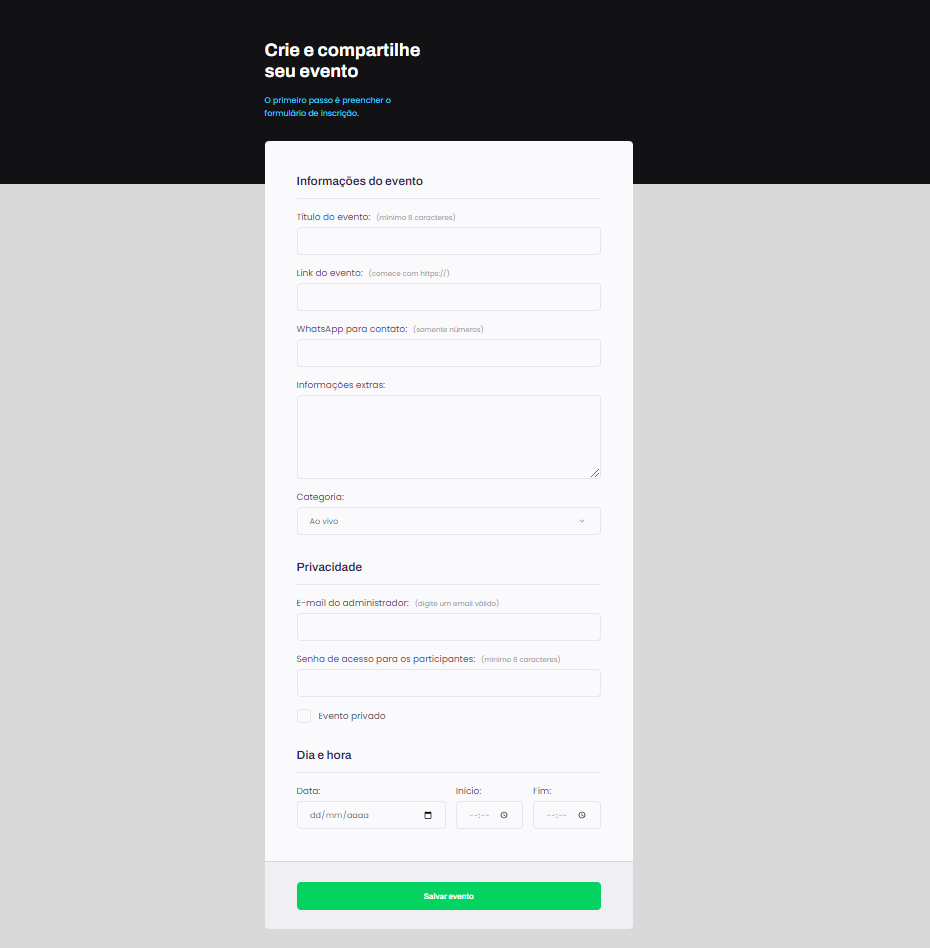 Crie e compartilhe
seu evento
O primeiro passo é preencher o
formulário de inscrição.
Informações do evento
Título do evento: (mínimo 8 caracteres)
Link do evento: (comece com https://)
WhatsApp para contato: (somente números)
Informações extras:
Categoria:
Ao vivo
Privacidade
E-mail do administrador: (digite um email válido)
Senha de acesso para os participantes: (mínimo 8 caracteres)
Evento privado
Dia e hora
Data: Início: Fim:
dd/mm/aaaa --:-- --:--
Salvar evento